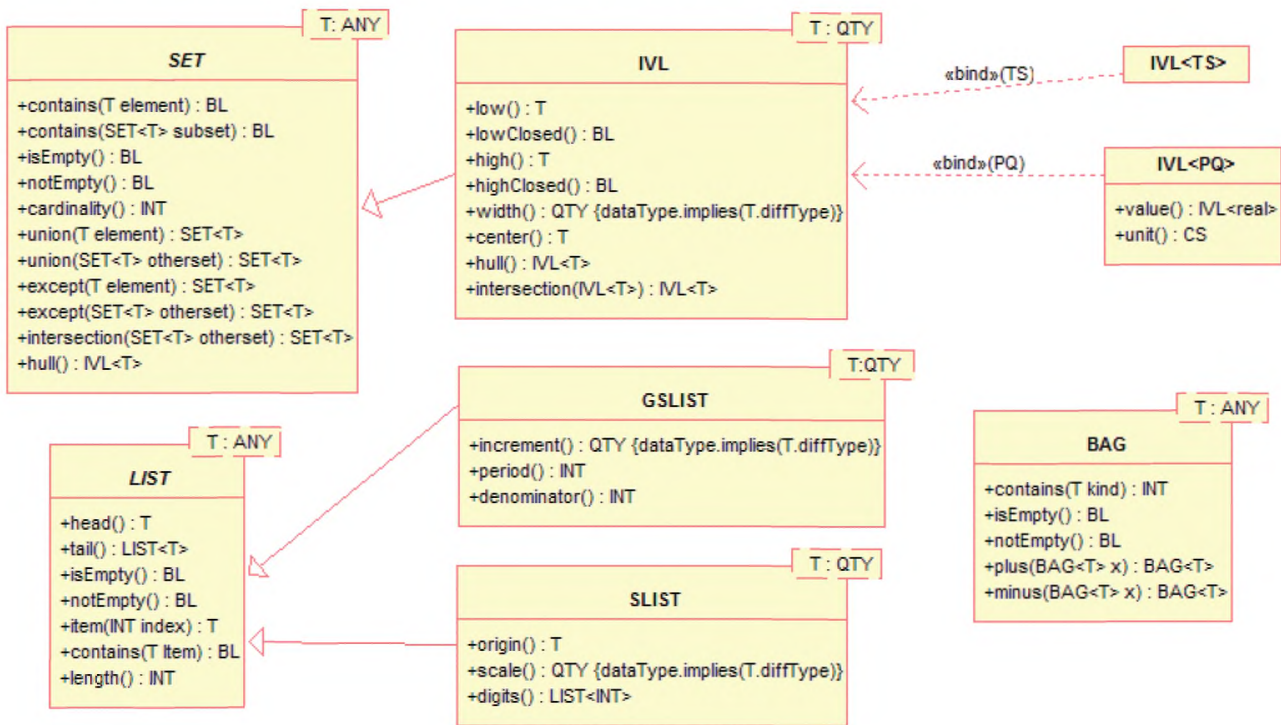 T: ANY
SET
+contains(T element) : BL
+contains(SET<T> subset) : BL
+isEmpty() : BL
+notEmpty() : BL
+cardinality() : INT
+union(T element) : SET<T>
+union(SET<T> otherset) : SET<T>
+except(T element) : SET<T>
+except(SET<T> otherset) : SET<T>
+intersection(SET<T> otherset) : SET<T>
+hull() : IVL<T>
T : QTY
IVL
+low() : T
+lowClosed() : BL
+high() : T
+highClosed() : BL
+width() : QTY {dataType.implies(T.diffType)}
+center() : T
+hull() : IVL<T>
+intersection(IVL<T>) : IVL<T>
«bind»(TS)
IVL<TS>
«bind»(PQ)
IVL<PQ>
+value() : IVL<real>
+unit() : CS
T : ANY
LIST
+head() : T
+tail() : LIST<T>
+isEmpty() : BL
+notEmpty() : BL
+item(INT index) : T
+contains(T Item) : BL
+length() : INT
T:QTY
GSLIST
+increment() : QTY {dataType.implies(T.diffType)}
+period() : INT
+denominator() : INT
T : QTY
SLIST
+origin() : T
+scale() : QTY {dataType.implies(T.diffType)}
+digits() : LIST<INT>
T : ANY
BAG
+contains(T kind) : INT
+isEmpty() : BL
+notEmpty() : BL
+plus(BAG<T> x) : BAG<T>
+minus(BAG<T> x) : BAG<T>